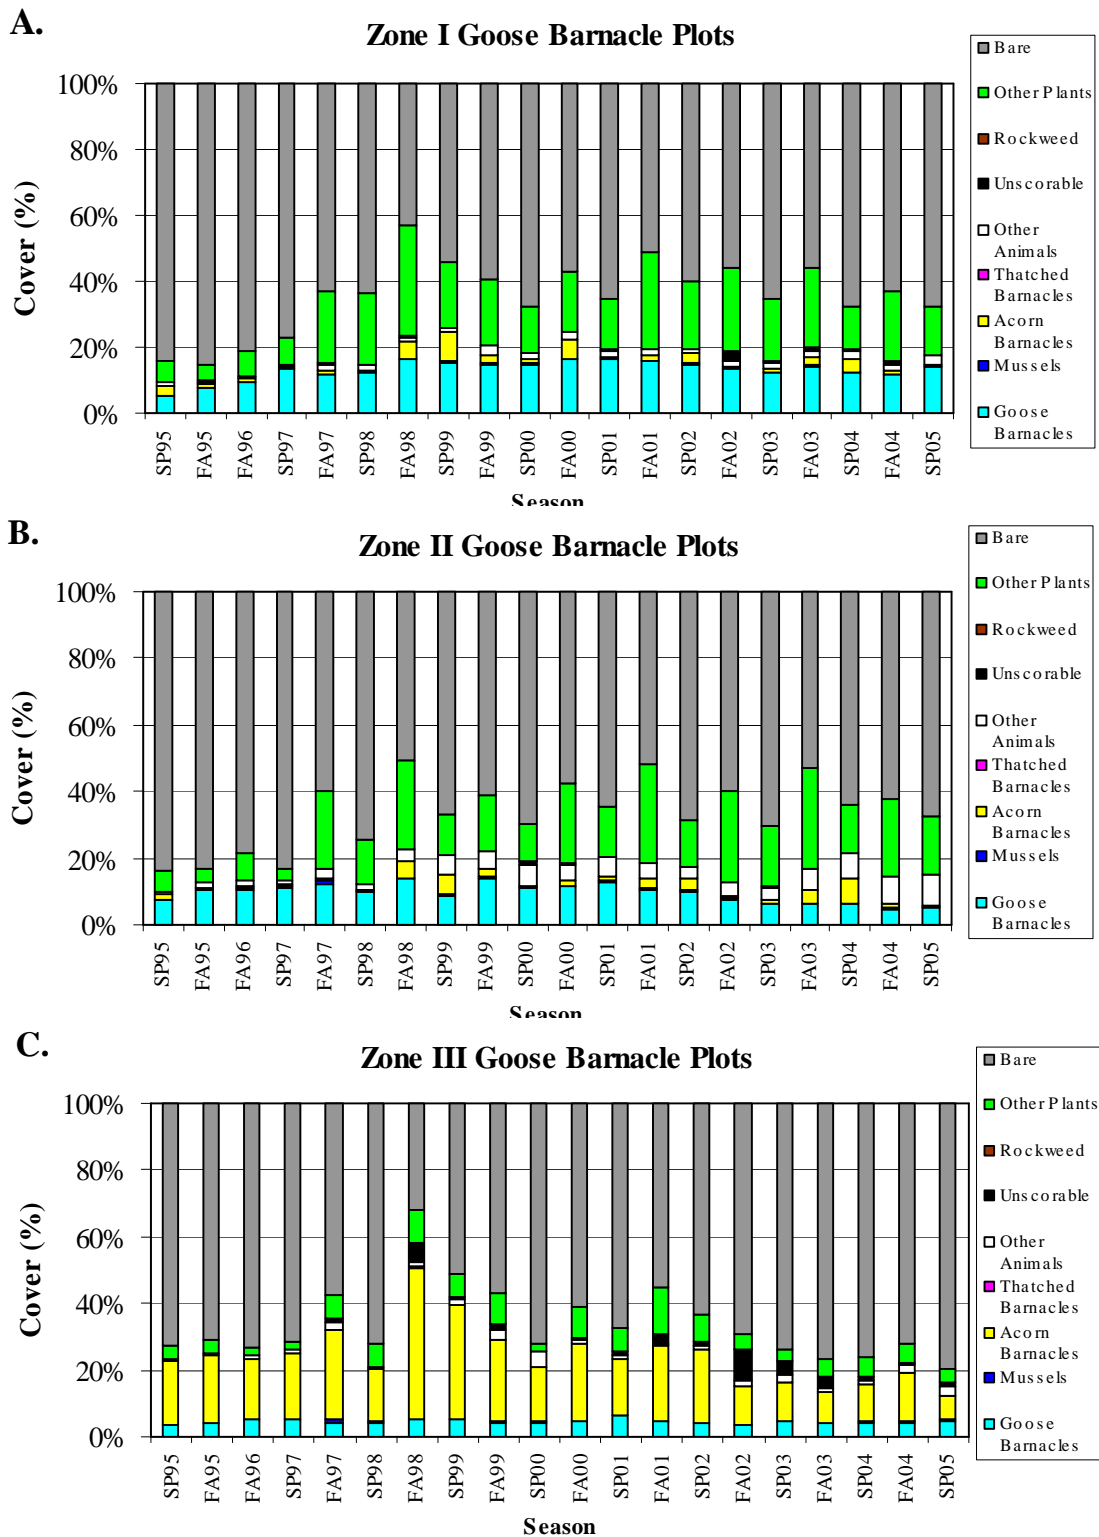 A.
Zone I Goose Barnacle Plots
Cover (%)
100%
80%
60%
40%
20%
0%
SP95
FA95
FA96
SP97
FA97
SP98
FA98
SP99
FA99
SP00
FA00
SP01
FA01
SP02
FA02
SP03
FA03
SP04
FA04
SP05
Season
Bare
Other Plants
Rockweed
Unscorable
Other
Animals
Thatched
Barnacles
Acorn
Barnacles
Mussels
Goose
Barnacles
B.
Zone II Goose Barnacle Plots
Cover (%)
100%
80%
60%
40%
20%
0%
SP95
FA95
FA96
SP97
FA97
SP98
FA98
SP99
FA99
SP00
FA00
SP01
FA01
SP02
FA02
SP03
FA03
SP04
FA04
SP05
Season
Bare
Other Plants
Rockweed
Unscorable
Other
Animals
Thatched
Barnacles
Acorn
Barnacles
Mussels
Goose
Barnacles
C.
Zone III Goose Barnacle Plots
Cover (%)
100%
80%
60%
40%
20%
0%
SP95
FA95
FA96
SP97
FA97
SP98
FA98
SP99
FA99
SP00
FA00
SP01
FA01
SP02
FA02
SP03
FA03
SP04
FA04
SP05
Season
Bare
Other Plants
Rockweed
Unscorable
Other
Animals
Thatched
Barnacles
Acorn
Barnacles
Mussels
Goose
Barnacles